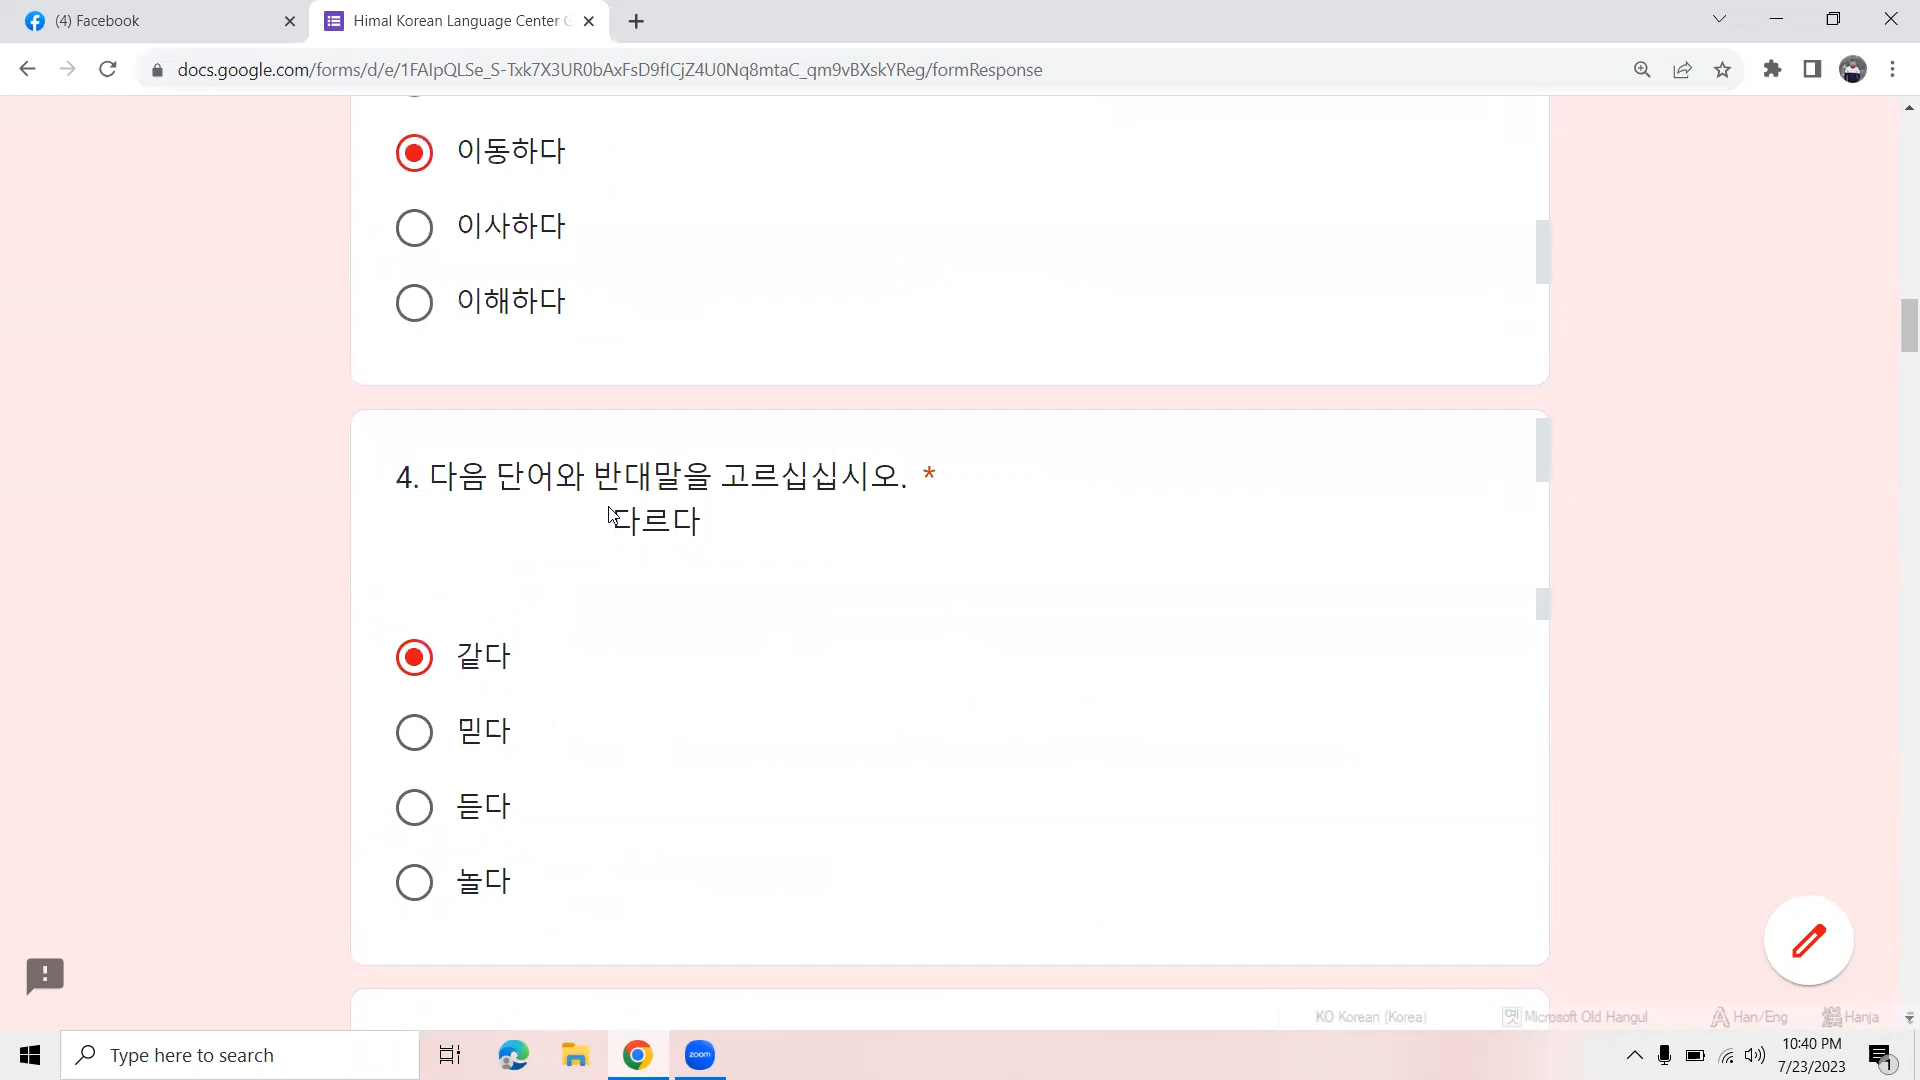 (4) Facebook
Himal Korean Language Center
docs.google.com/forms/d/e/1FAIpQLSe_S-Txk7X3UR0bAxFsD9flCjZ4U0Nq8mtaC_qm9vBXskYReg/formResponse
이동하다
이사하다
이해하다
4. 다음 단어와 반대말을 고르십십시오. *
다르다
같다
믿다
듣다
놀다
KO Korean (Korea) Microsoft Old Hangul Han/Eng Hanja
Type here to search
zoom
10:40 PM
7/23/2023
1